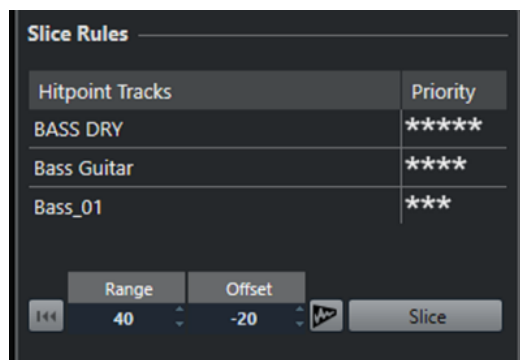 Slice Rules
Hitpoint Tracks Priority
BASS DRY *****
Bass Guitar ****
Bass_01 ***
Range Offset
40 -20 Slice